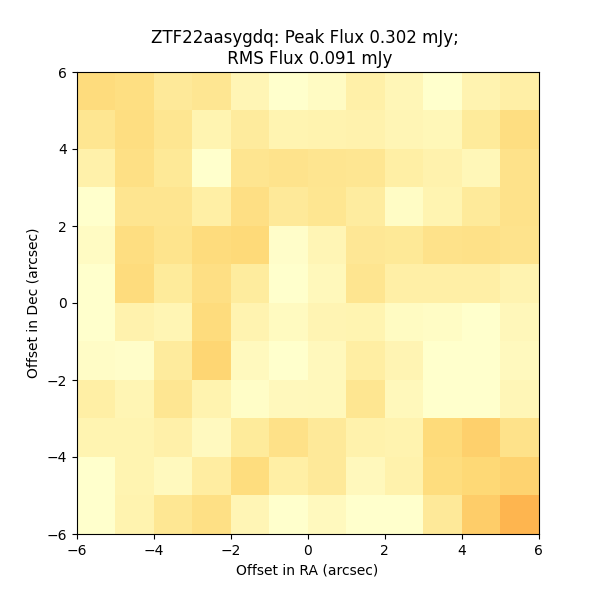 ZTF22aasygdq: Peak Flux 0.302 mJy;
RMS Flux 0.091 mJy
6
4
2
0
−2
−4
−6
Offset in Dec (arcsec)
−6 −4 −2 0 2 4 6
Offset in RA (arcsec)